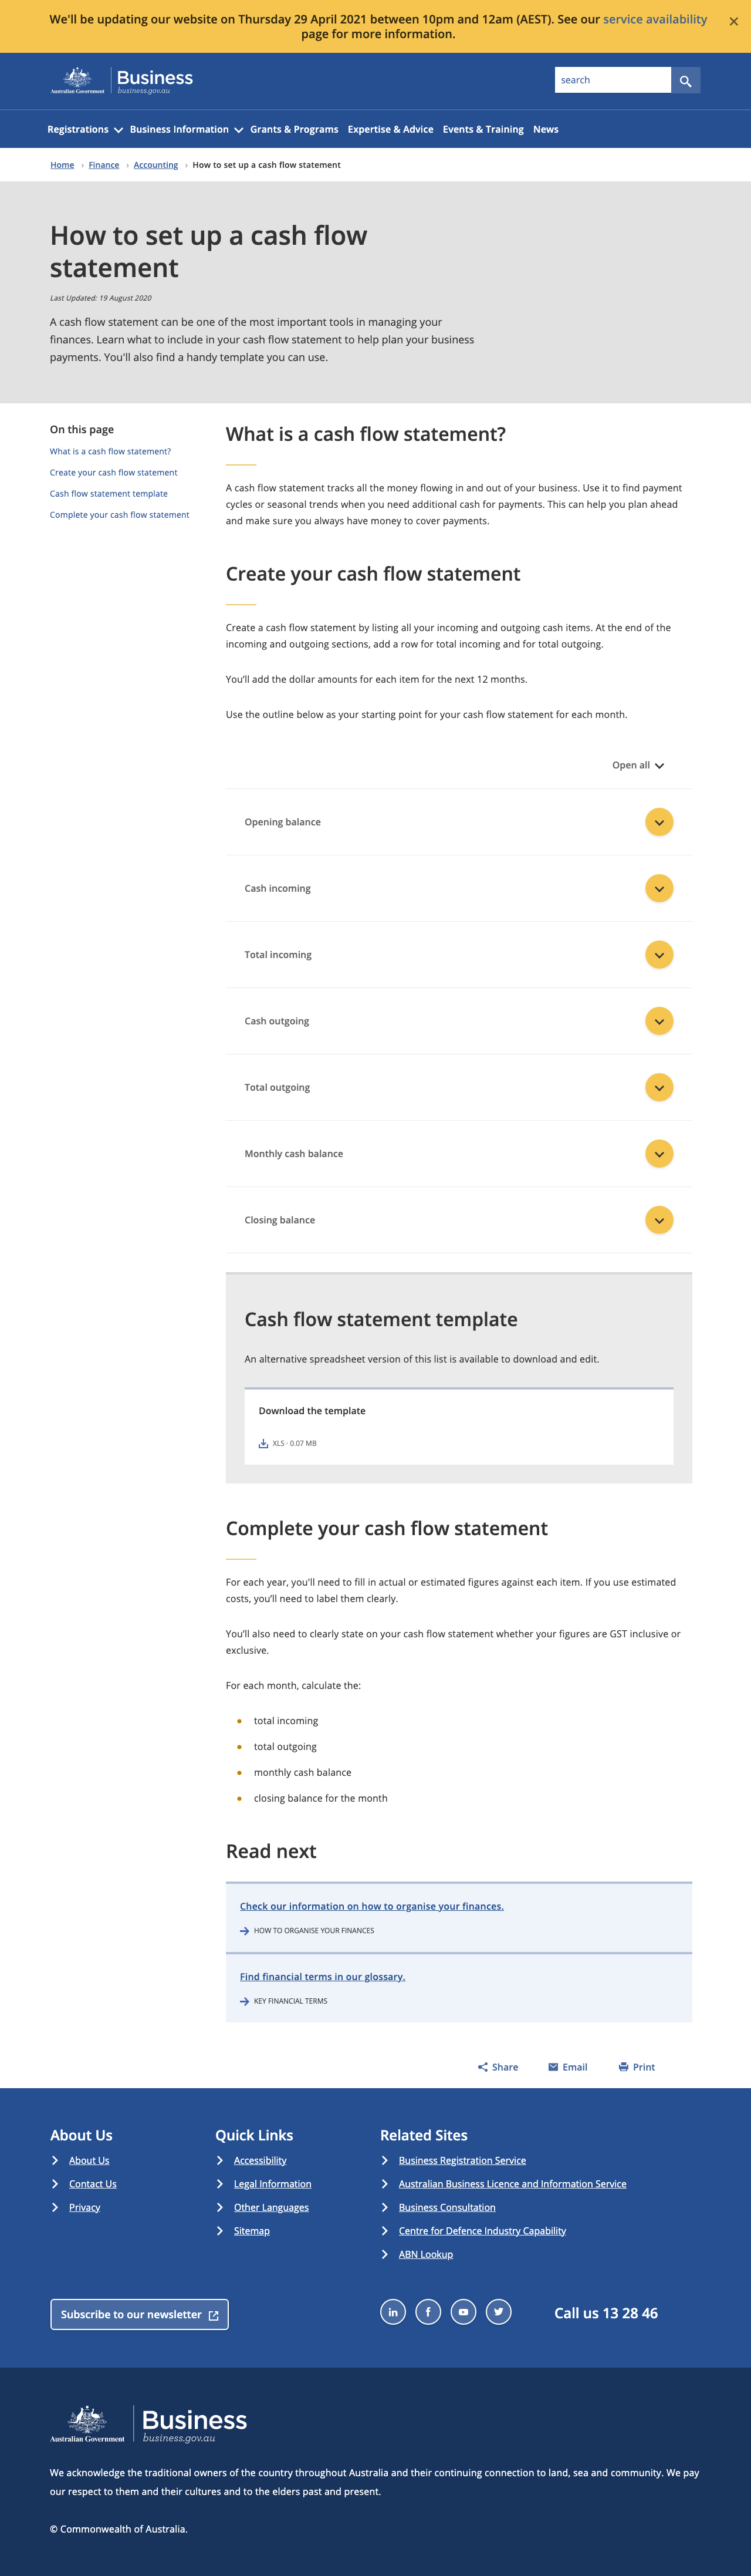 We'll be updating our website on Thursday 29 April 2021 between 10pm and 12am (AEST). See our service availability
page for more information.
Australian Government
Business
business.gov.au
search
Registrations
Business Information
Grants & Programs
Expertise & Advice
Events & Training
News
Home › Finance › Accounting › How to set up a cash flow statement
How to set up a cash flow
statement
Last Updated: 19 August 2020
A cash flow statement can be one of the most important tools in managing your
finances. Learn what to include in your cash flow statement to help plan your business
payments. You'll also find a handy template you can use.
On this page
What is a cash flow statement?
Create your cash flow statement
Cash flow statement template
Complete your cash flow statement
What is a cash flow statement?
A cash flow statement tracks all the money flowing in and out of your business. Use it to find payment
cycles or seasonal trends when you need additional cash for payments. This can help you plan ahead
and make sure you always have money to cover payments.
Create your cash flow statement
Create a cash flow statement by listing all your incoming and outgoing cash items. At the end of the
incoming and outgoing sections, add a row for total incoming and for total outgoing.
You'll add the dollar amounts for each item for the next 12 months.
Use the outline below as your starting point for your cash flow statement for each month.
Open all
Opening balance
Cash incoming
Total incoming
Cash outgoing
Total outgoing
Monthly cash balance
Closing balance
Cash flow statement template
An alternative spreadsheet version of this list is available to download and edit.
Download the template
XLS · 0.07 MB
Complete your cash flow statement
For each year, you'll need to fill in actual or estimated figures against each item. If you use estimated
costs, you'll need to label them clearly.
You'll also need to clearly state on your cash flow statement whether your figures are GST inclusive or
exclusive.
For each month, calculate the:
total incoming
total outgoing
monthly cash balance
closing balance for the month
Read next
Check our information on how to organise your finances.
HOW TO ORGANISE YOUR FINANCES
Find financial terms in our glossary.
KEY FINANCIAL TERMS
Share
Email
Print
About Us
About Us
Contact Us
Privacy
Quick Links
Accessibility
Legal Information
Other Languages
Sitemap
Related Sites
Business Registration Service
Australian Business Licence and Information Service
Business Consultation
Centre for Defence Industry Capability
ABN Lookup
Subscribe to our newsletter
Call us 13 28 46
Australian Government
Business
business.gov.au
We acknowledge the traditional owners of the country throughout Australia and their continuing connection to land, sea and community. We pay
our respect to them and their cultures and to the elders past and present.
© Commonwealth of Australia.